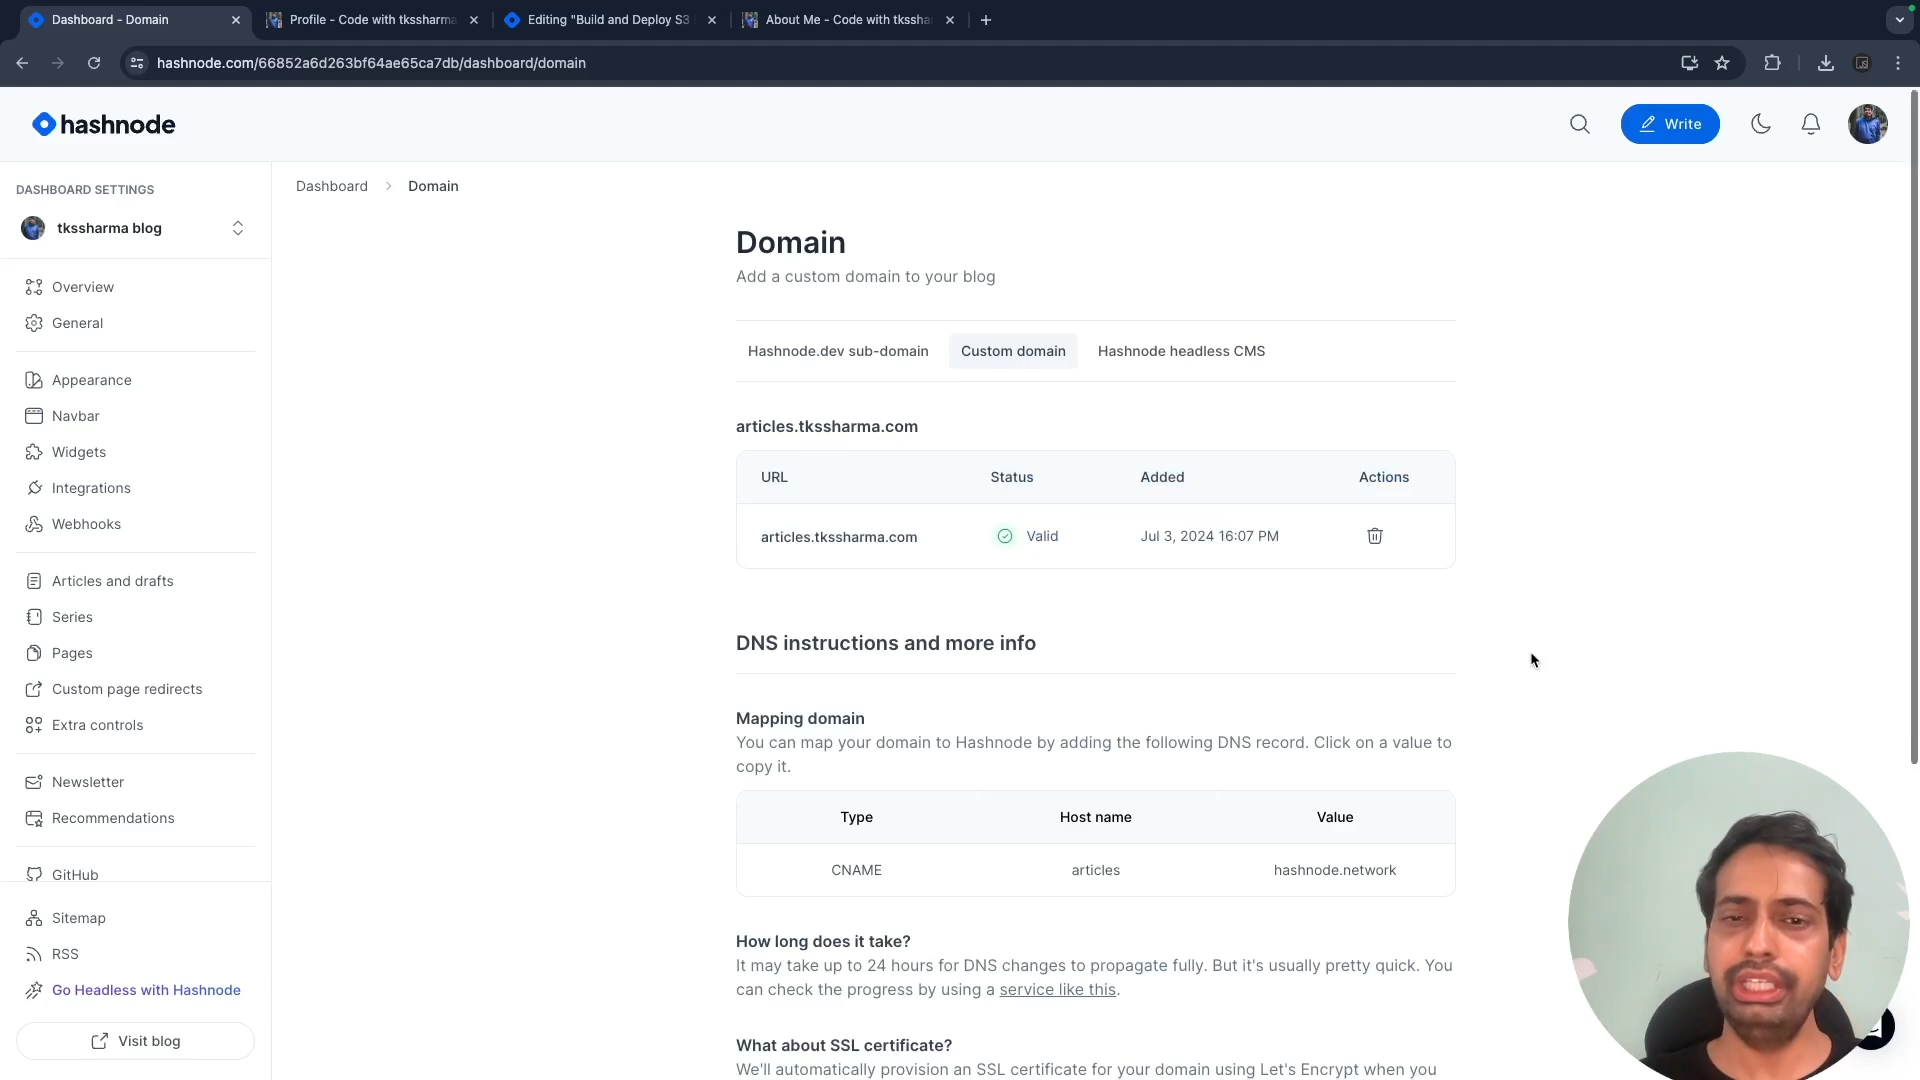 Dashboard - Domain
Profile - Code with tkssharma
Editing "Build and Deploy S3
About Me - Code with tkssha
hashnode.com/66852a6d263bf64ae65ca7db/dashboard/domain
hashnode
Write
DASHBOARD SETTINGS
tkssharma blog
Overview
General
Appearance
Navbar
Widgets
Integrations
Webhooks
Articles and drafts
Series
Pages
Custom page redirects
Extra controls
Newsletter
Recommendations
GitHub
Sitemap
RSS
Go Headless with Hashnode
Visit blog
Dashboard > Domain
Domain
Add a custom domain to your blog
Hashnode.dev sub-domain
Custom domain
Hashnode headless CMS
articles.tkssharma.com
URL Status Added Actions
articles.tkssharma.com Valid Jul 3, 2024 16:07 PM
DNS instructions and more info
Mapping domain
You can map your domain to Hashnode by adding the following DNS record. Click on a value to
copy it.
Type Host name Value
CNAME articles hashnode.network
How long does it take?
It may take up to 24 hours for DNS changes to propagate fully. But it's usually pretty quick. You
can check the progress by using a service like this.
What about SSL certificate?
We'll automatically provision an SSL certificate for your domain using Let's Encrypt when you